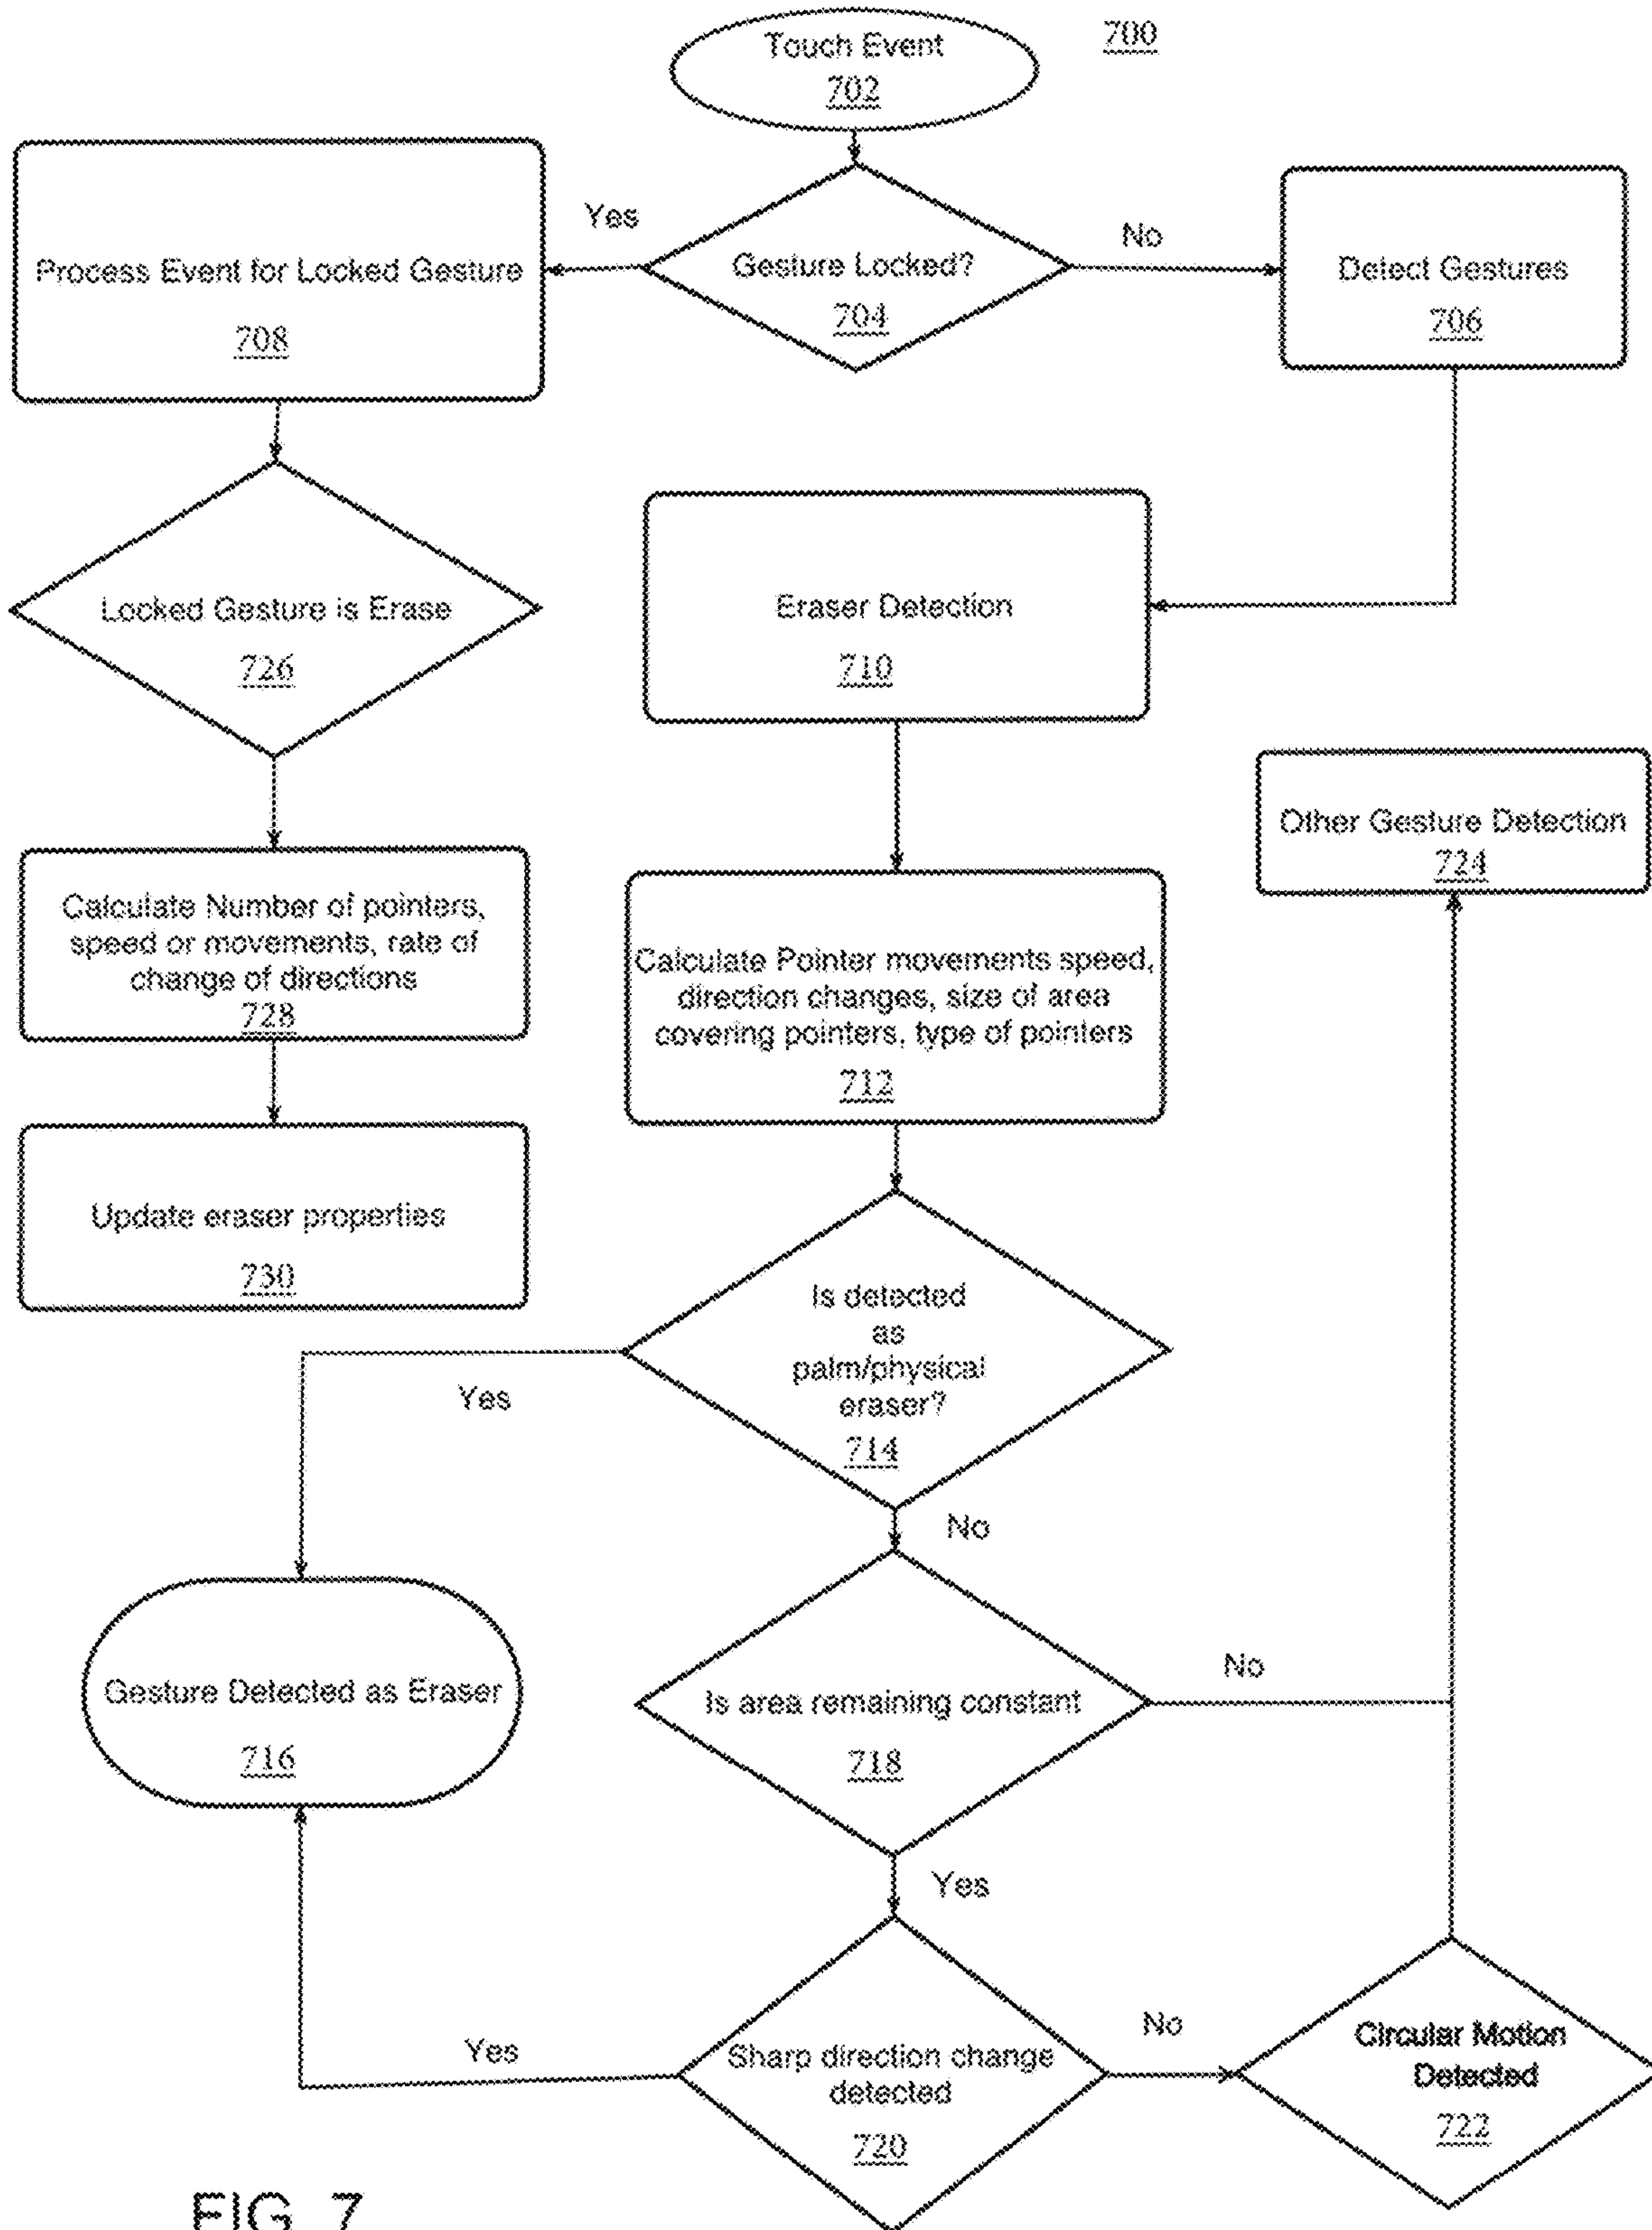 Touch Event
702
700
Yes
No
Process Event for Locked Gesture
708
Gesture Locked?
704
Detect Gestures
706
Locked Gesture is Erase
726
Eraser Detection
710
Other Gesture Detection
724
Calculate Number of pointers,
speed or movements, rate of
change of directions
728
Calculate Pointer movements speed,
direction changes, size of area
covering pointers, type of pointers
712
Update eraser properties
730
Is detected
as
palm/physical
eraser?
714
Yes
No
Gesture Detected as Eraser
716
Is area remaining constant
718
No
Yes
Yes
Sharp direction change
detected
720
No
Circular Motion
Detected
722
FIG. 7